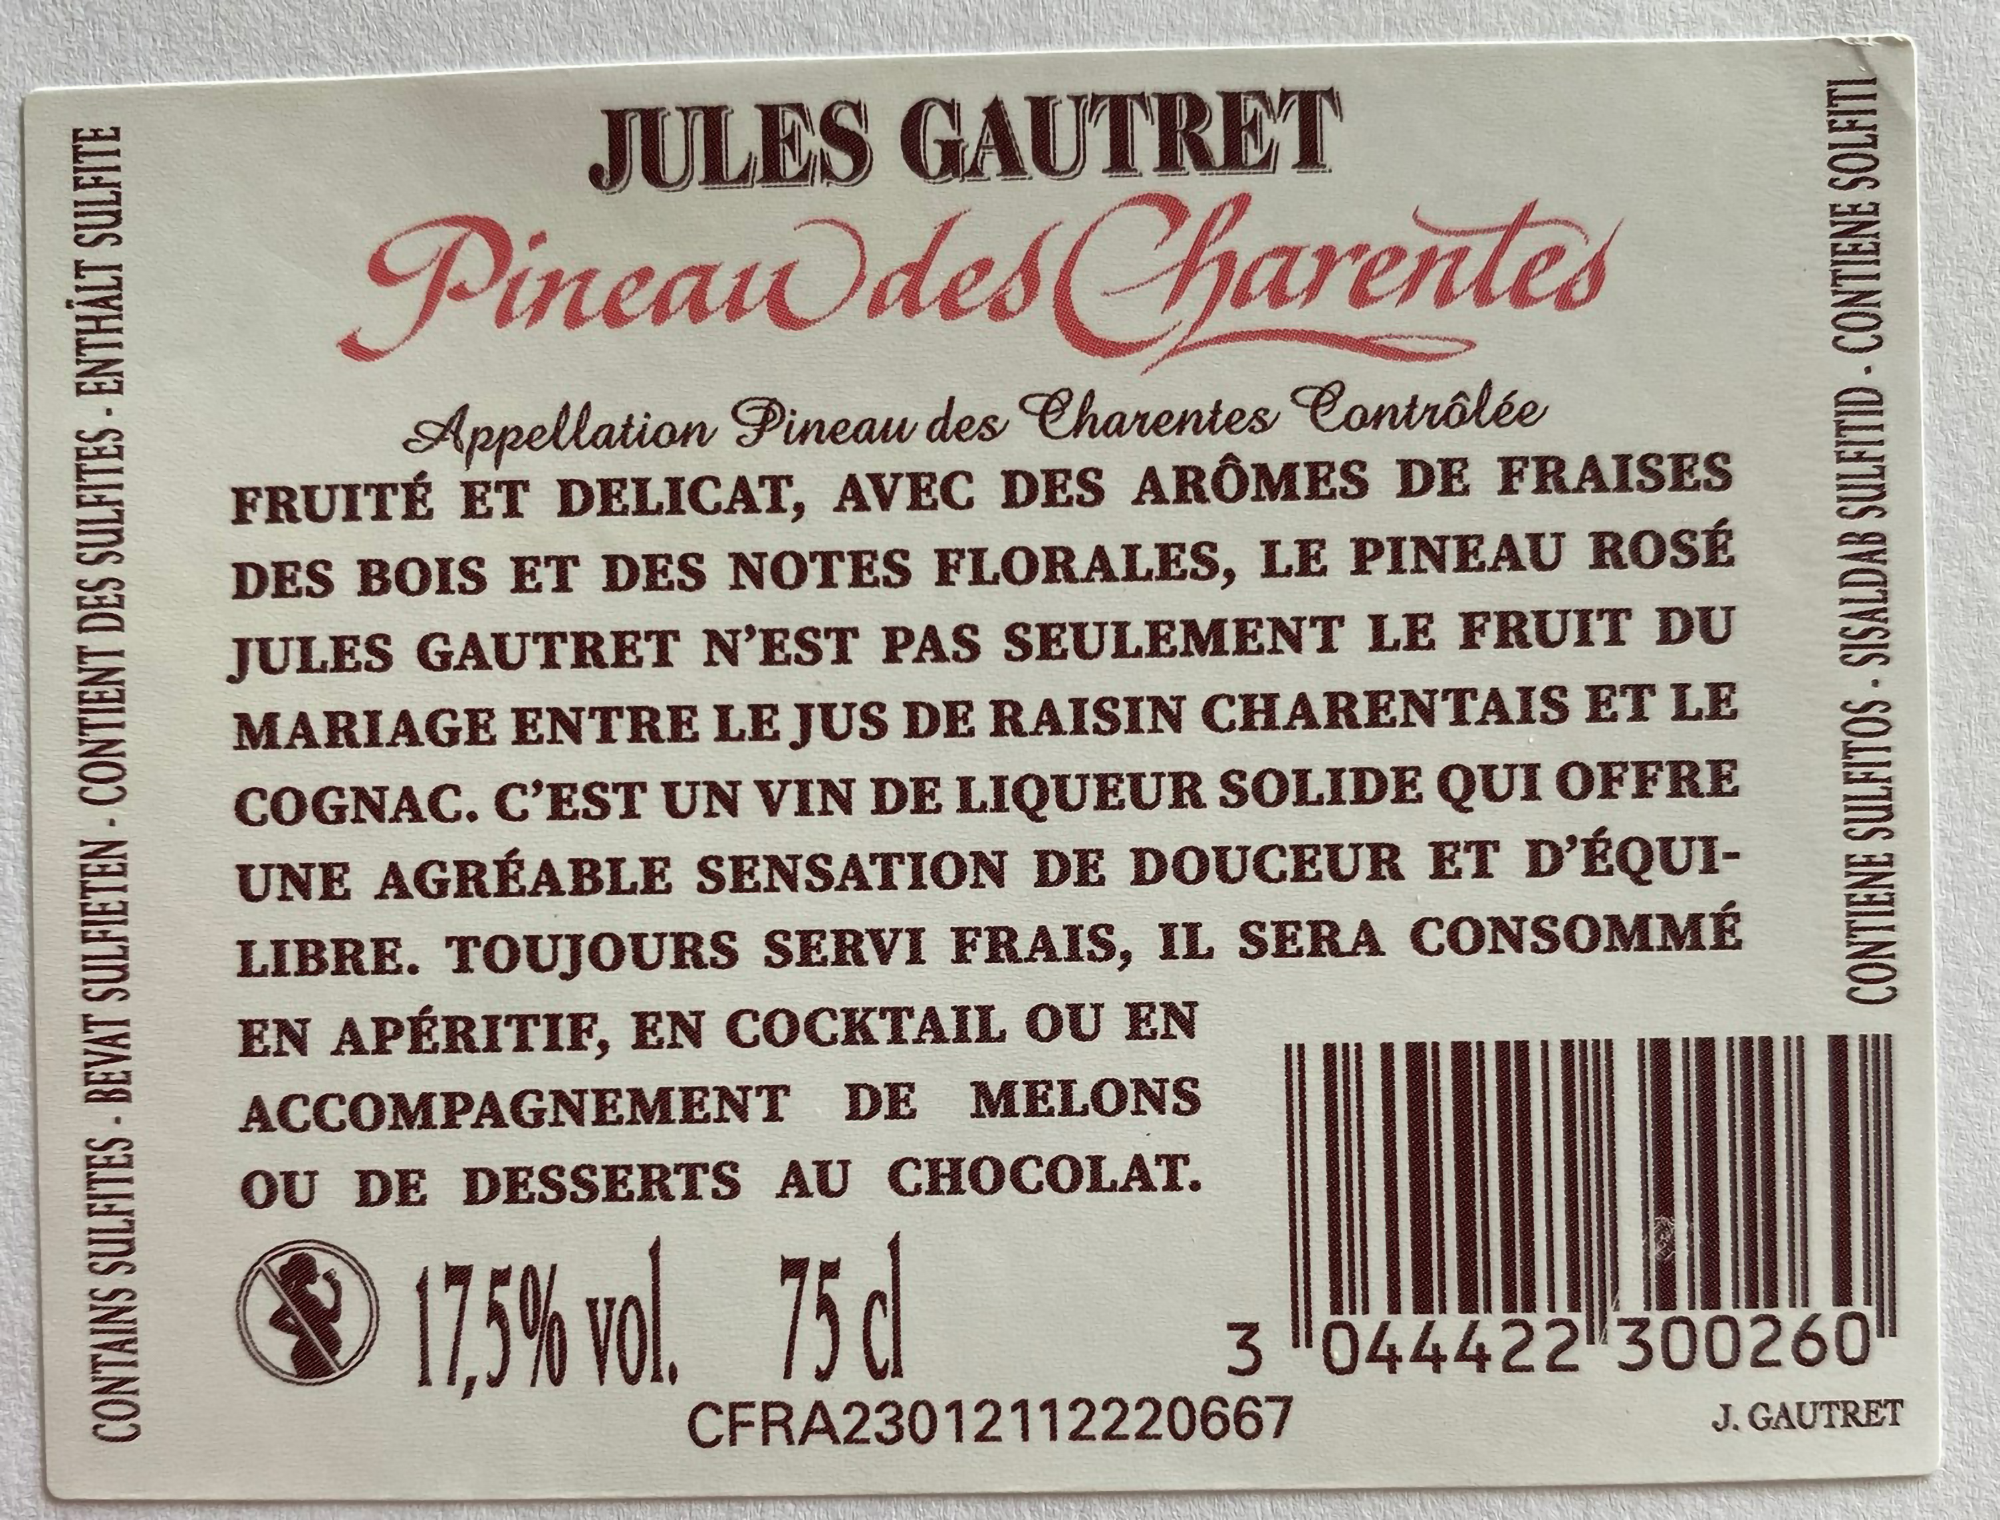 JULES GAUTRET
Pineau des Charentes
Appellation Pineau des Charentes Contrôlée
FRUITÉ ET DELICAT, AVEC DES ARÔMES DE FRAISES
DES BOIS ET DES NOTES FLORALES, LE PINEAU ROSÉ
JULES GAUTRET N'EST PAS SEULEMENT LE FRUIT DU
MARIAGE ENTRE LE JUS DE RAISIN CHARENTAIS ET LE
COGNAC. C'EST UN VIN DE LIQUEUR SOLIDE QUI OFFRE
UNE AGRÉABLE SENSATION DE DOUCEUR ET D'ÉQUI-
LIBRE. TOUJOURS SERVI FRAIS, IL SERA CONSOMMÉ
EN APÉRITIF, EN COCKTAIL OU EN
ACCOMPAGNEMENT DE MELONS
OU DE DESSERTS AU CHOCOLAT.
17,5% vol. 75 cl
3 044422 300260
CFRA23012112220667
J. GAUTRET
CONTAINS SULFITES - BEVAT SULFIETEN - CONTIENT DES SULFITES - ENTHÄLT SULFITE
CONTIENE SULFITOS - SISALDAB SULFITID - CONTIENE SOLFITI